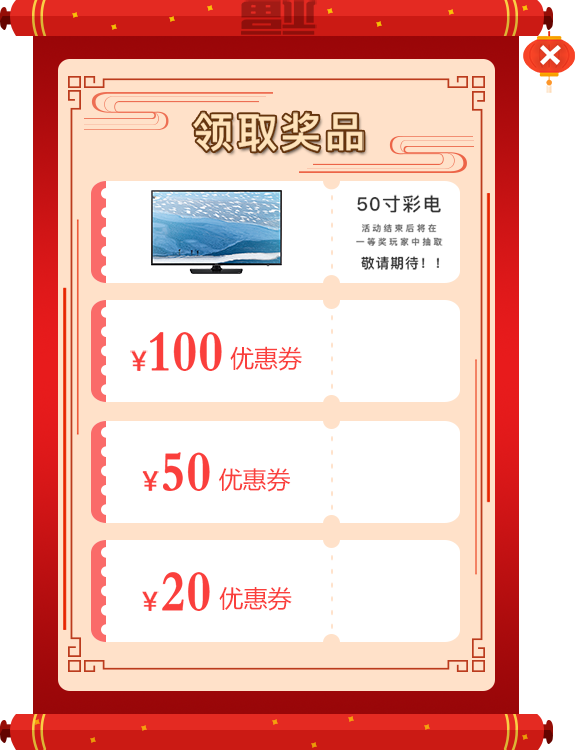 领取奖品
50寸彩电
活动结束后将在
一等奖玩家中抽取
敬请期待！！
¥100 优惠券
¥50 优惠券
¥20 优惠券